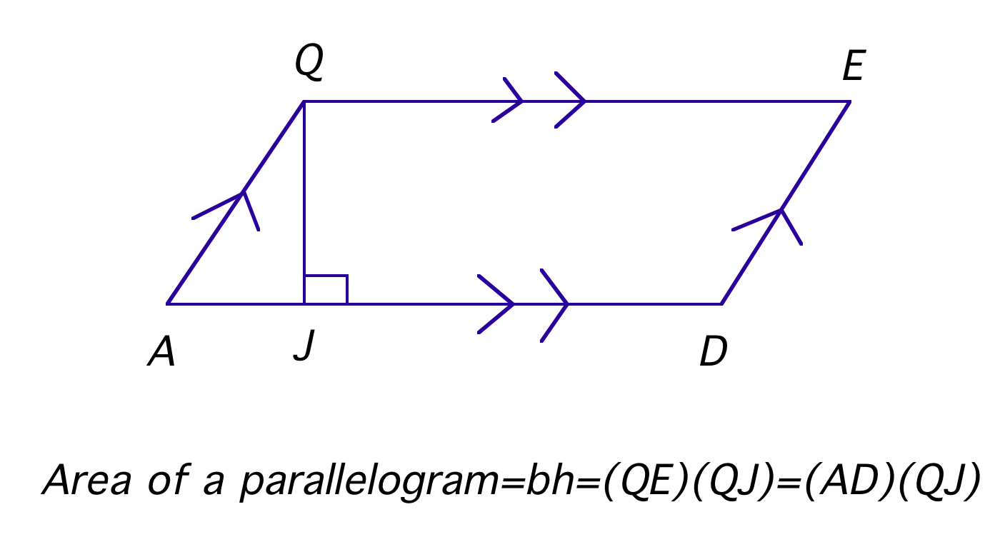 Q
E
A
J
D
Area of a parallelogram=bh=(QE)(QJ)=(AD)(QJ)